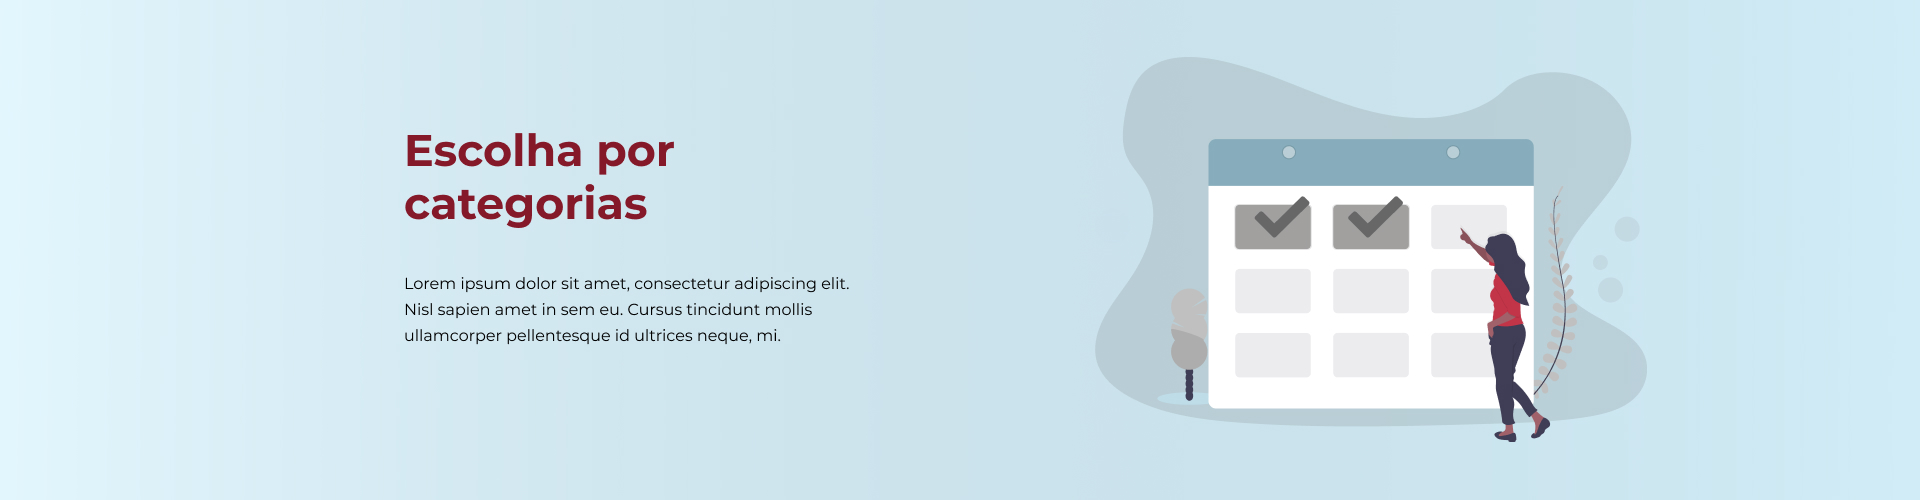 Escolha por
categorias
Lorem ipsum dolor sit amet, consectetur adipiscing elit.
Nisl sapien amet in sem eu. Cursus tincidunt mollis
ullamcorper pellentesque id ultrices neque, mi.